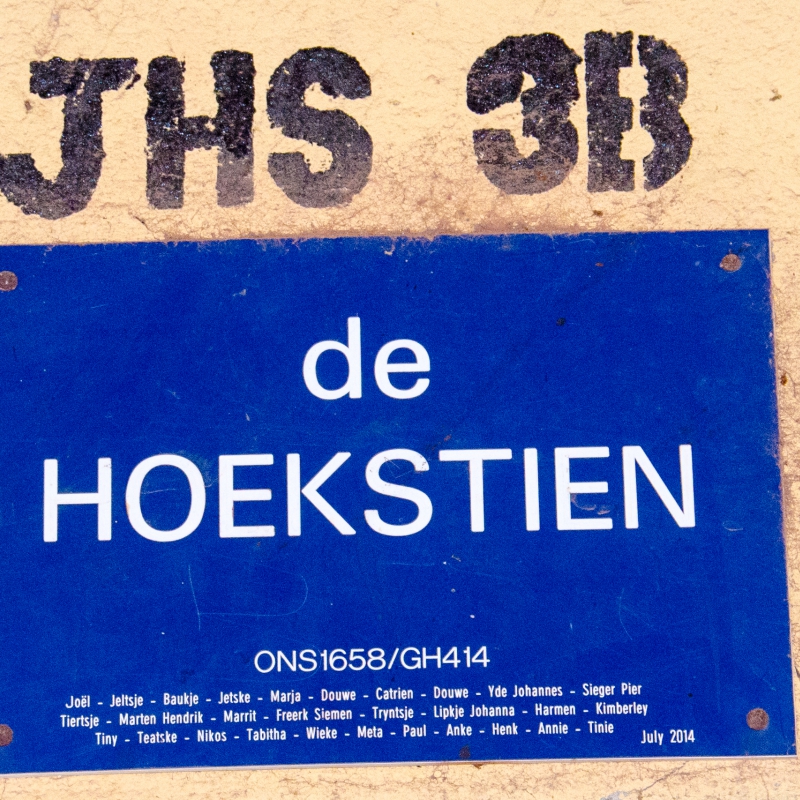 JHS 3B
de
HOEKSTIEN
ONS1658/GH414
Joël - Jeltsje - Baukje - Jetske - Marja - Douwe - Catrien - Douwe - Yde Johannes - Sieger Pier
Tiertsje - Marten Hendrik - Marrit - Freerk Siemen - Tryntsje - Lipkje Johanna - Harmen - Kimberley
Tiny - Teatske - Nikos - Tabitha - Wieke - Meta - Paul - Anke - Henk - Annie - Tinie
July 2014